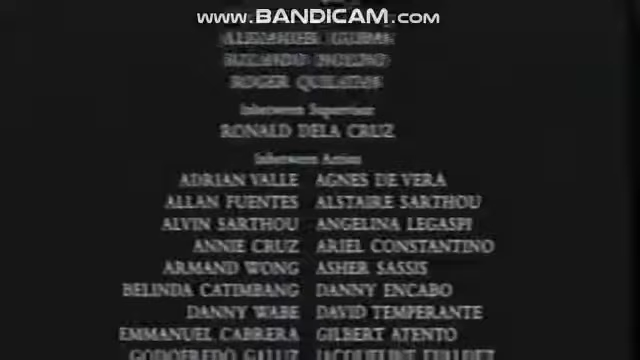 www.BANDICAM.com
ROGER
Inbetween Supervisor
RONALD DELA CRUZ
Inbetween Artists
ADRIAN VALLE AGNES DE VERA
ALLAN FUENTES ALSTAIRE SARTHOU
ALVIN SARTHOU ANGELINA LEGASPI
ANNIE CRUZ ARIEL CONSTANTINO
ARMAND WONG ASHER SASSIS
BELINDA CATIMBANG DANNY ENCABO
DANNY WABE DAVID TEMPERANTE
EMMANUEL CABRERA GILBERT ATENTO